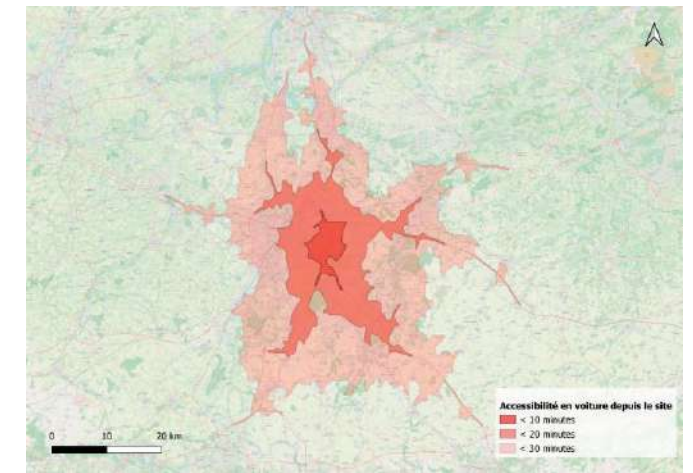 0 10 20 km
Accessibilité en voiture depuis le site
< 10 minutes
< 20 minutes
< 30 minutes